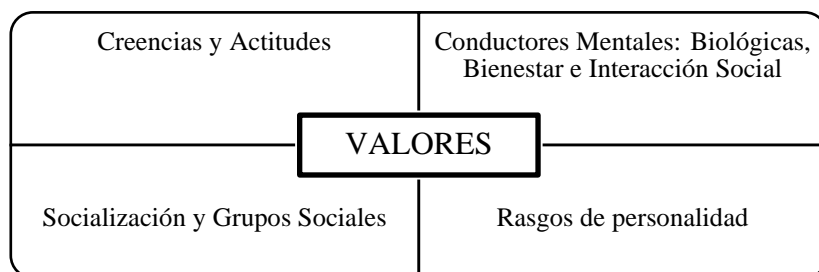 Creencias y Actitudes
Conductores Mentales: Biológicas,
Bienestar e Interacción Social
VALORES
Socialización y Grupos Sociales
Rasgos de personalidad